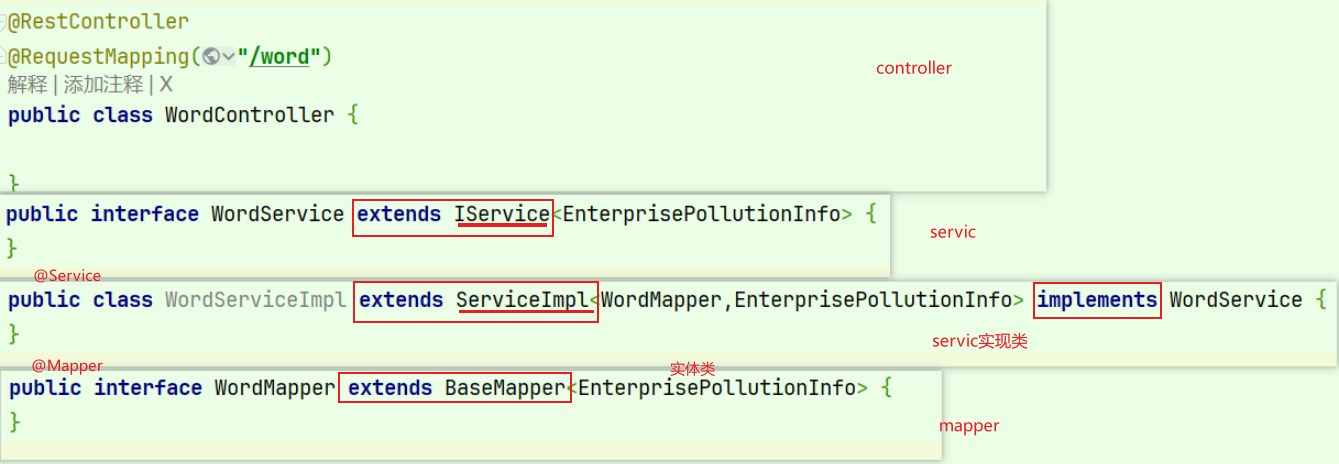 @RestController
@RequestMapping("/word")
解释 | 添加注释 | X
controller
public class WordController {
}
public interface WordService extends IService<EnterprisePollutionInfo> {
servic
}
@Service
public class WordServiceImpl extends ServiceImpl<WordMapper,EnterprisePollutionInfo> implements WordService {
}
servic实现类
@Mapper
实体类
public interface WordMapper extends BaseMapper<EnterprisePollutionInfo> {
}
mapper